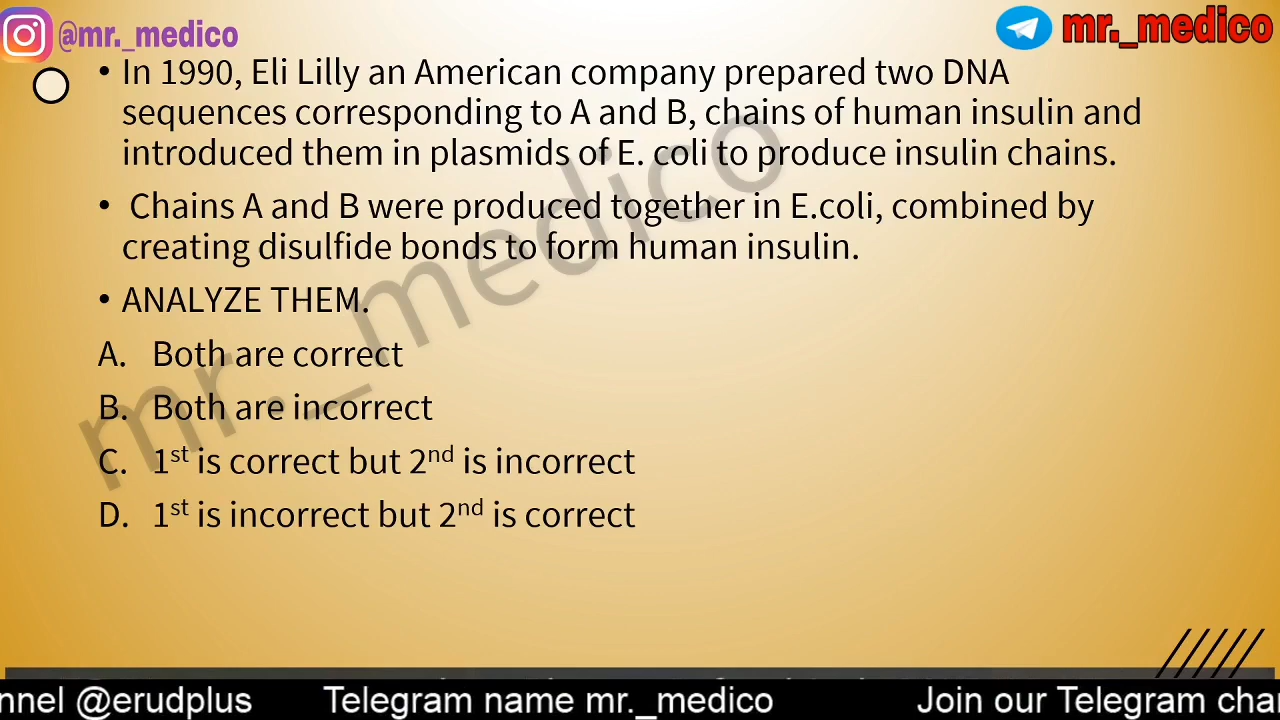 @mr._medico
mr._medico
• In 1990, Eli Lilly an American company prepared two DNA
sequences corresponding to A and B, chains of human insulin and
introduced them in plasmids of E. coli to produce insulin chains.
• Chains A and B were produced together in E.coli, combined by
creating disulfide bonds to form human insulin.
• ANALYZE THEM.
A. Both are correct
B. Both are incorrect
C. 1st is correct but 2nd is incorrect
D. 1st is incorrect but 2nd is correct
mr._medico
nnel @erudplus Telegram name mr._medico Join our Telegram chan